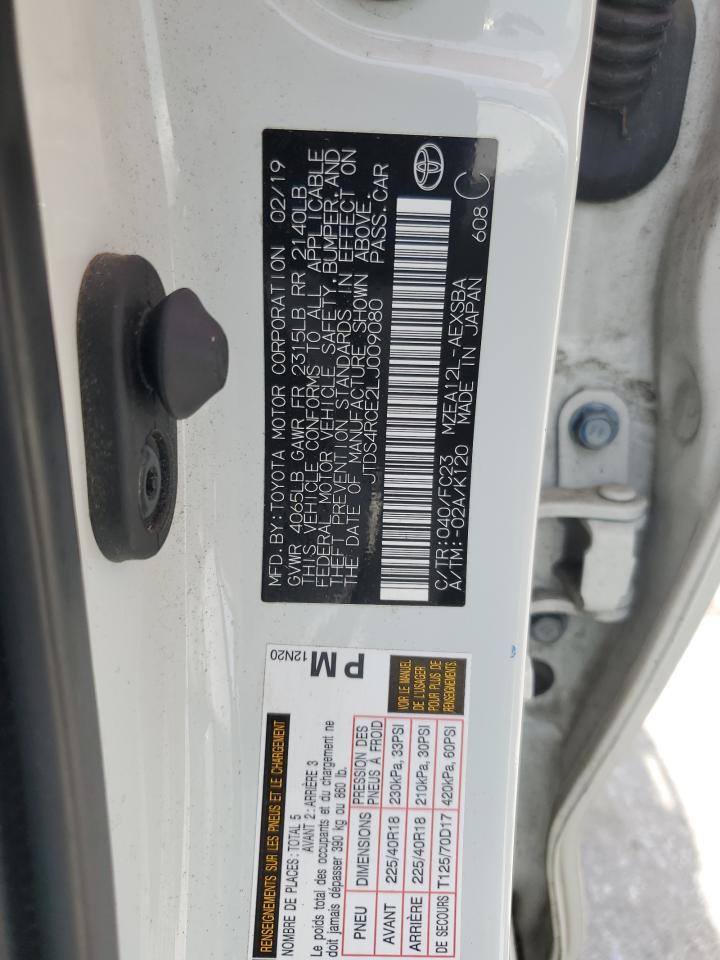 MFD. BY: TOYOTA MOTOR CORPORATION 02/19
GVWR 4065LB GAWR FR 2315LB RR 2140LB
THIS VEHICLE CONFORMS TO ALL APPLICABLE
FEDERAL MOTOR VEHICLE SAFETY, BUMPER, AND
THEFT PREVENTION STANDARDS IN EFFECT ON
THE DATE OF MANUFACTURE SHOWN ABOVE.
JTDS4RCE2LJ009080 PASS. CAR
C/TR:040/FC23 MZEA12L-AEXSBA
A/TM:-02A/K120 MADE IN JAPAN 608 C
RENSEIGNEMENTS SUR LES PNEUS ET LE CHARGEMENT
NOMBRE DE PLACES: TOTAL 5
AVANT 2: ARRIÈRE 3
Le poids total des occupants et du chargement ne
doit jamais dépasser 390 kg ou 860 lb.
PM
12N20
PNEU DIMENSIONS PRESSION DES PNEUS À FROID
AVANT 225/40R18 230kPa, 33PSI
ARRIÈRE 225/40R18 210kPa, 30PSI
DE SECOURS T125/70D17 420kPa, 60PSI
VOIR LE MANUEL
DE L'USAGER
POUR PLUS DE
RENSEIGNEMENTS.